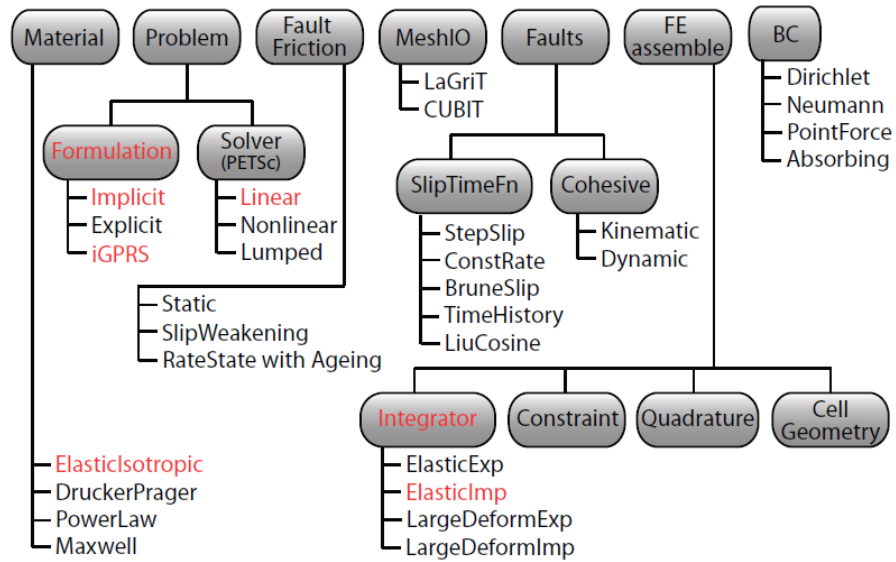 Material
Problem
Fault
Friction
MeshIO
Faults
FE
assemble
BC
LaGriT
CUBIT
Dirichlet
Neumann
PointForce
Absorbing
Formulation
Solver
(PETSc)
SlipTimeFn
Cohesive
Implicit
Explicit
iGPRS
Linear
Nonlinear
Lumped
StepSlip
ConstRate
BruneSlip
TimeHistory
LiuCosine
Kinematic
Dynamic
Static
SlipWeakening
RateState with Ageing
Integrator
Constraint
Quadrature
Cell
Geometry
ElasticIsotropic
DruckerPrager
PowerLaw
Maxwell
ElasticExp
ElasticImp
LargeDeformExp
LargeDeformImp